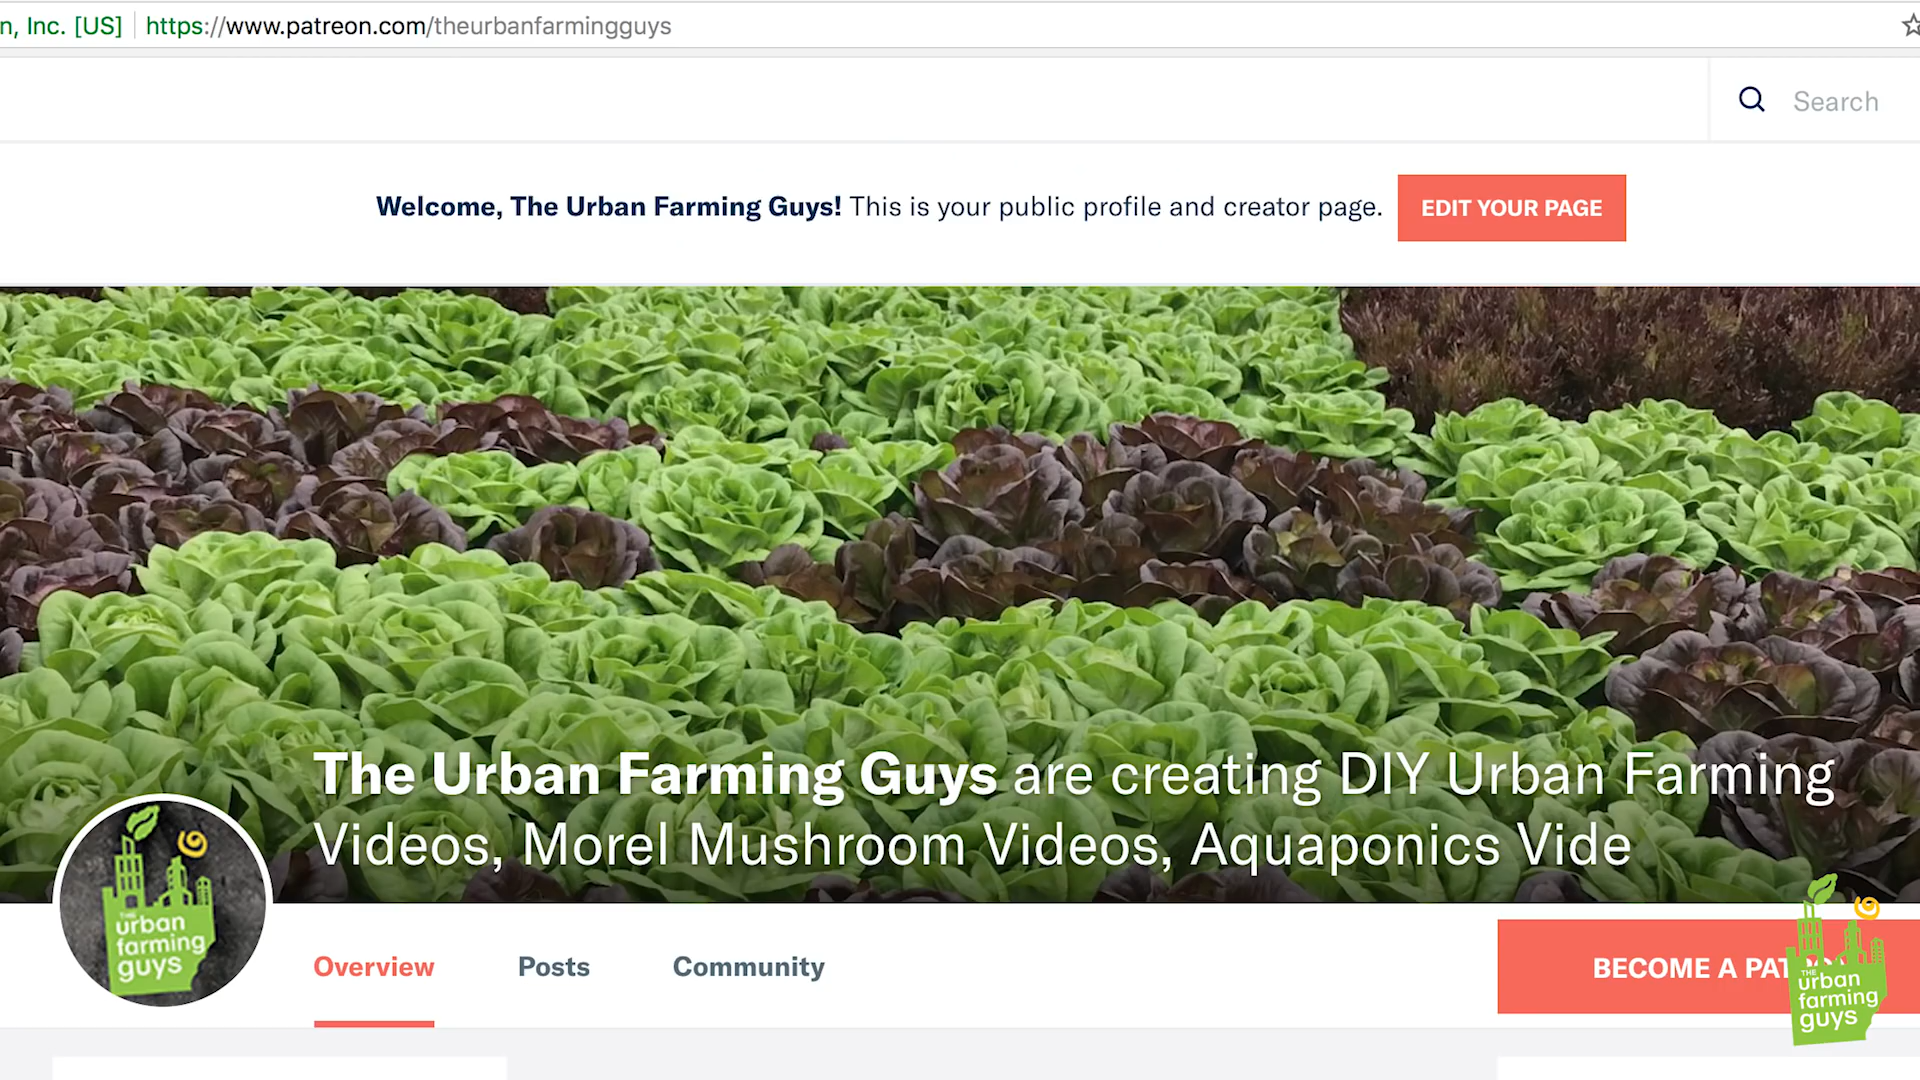 n, Inc. [US] https://www.patreon.com/theurbanfarmingguys
Search
Welcome, The Urban Farming Guys! This is your public profile and creator page. EDIT YOUR PAGE
The Urban Farming Guys are creating DIY Urban Farming
Videos, Morel Mushroom Videos, Aquaponics Vide
THE
urban
farming
guys
Overview Posts Community
BECOME A PAT
THE
urban
farming
guys